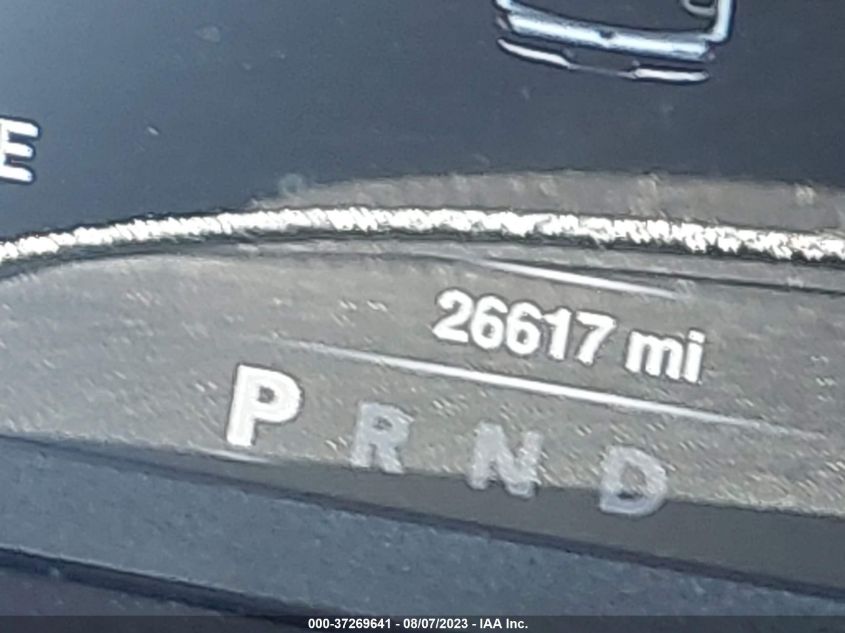 E
26617 mi
P R N D
000-37269641 - 08/07/2023 - IAA Inc.